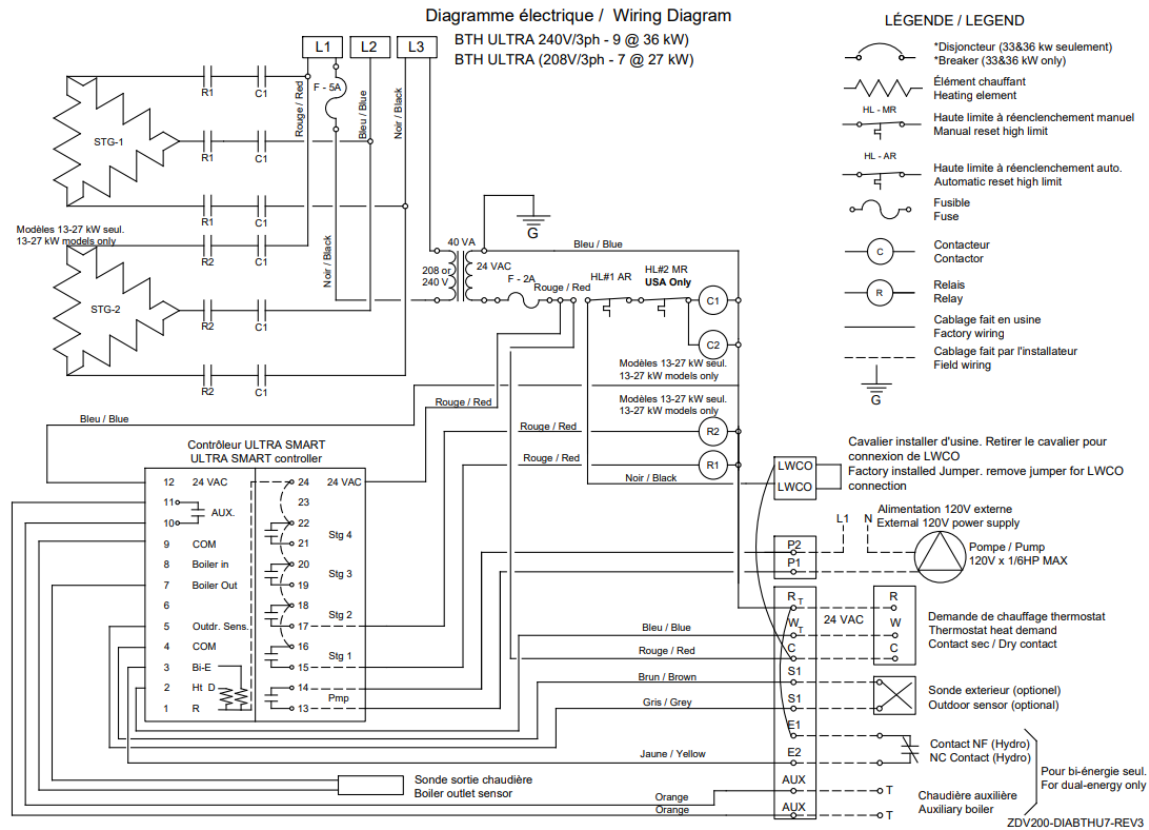 Diagramme électrique / Wiring Diagram
BTH ULTRA 240V/3ph - 9 @ 36 kW)
BTH ULTRA (208V/3ph - 7 @ 27 kW)
L1
L2
L3
F - 5A
Rouge / Red
Bleu / Blue
Noir / Black
Noir / Black
R1
C1
STG-1
R1
C1
R1
C1
Modèles 13-27 kW seul.
13-27 kW models only
R2
C1
STG-2
R2
C1
R2
C1
40 VA
208 or
240 V
24 VAC
G
Bleu / Blue
F - 2A
Rouge / Red
HL#1 AR
HL#2 MR
USA Only
C1
C2
Modèles 13-27 kW seul.
13-27 kW models only
Modèles 13-27 kW seul.
13-27 kW models only
R2
R1
Rouge / Red
Rouge / Red
Rouge / Red
Noir / Black
Bleu / Blue
LÉGENDE / LEGEND
*Disjoncteur (33&36 kw seulement)
*Breaker (33&36 kW only)
Élément chauffant
Heating element
HL - MR
Haute limite à réenclenchement manuel
Manual reset high limit
HL - AR
Haute limite à réenclenchement auto.
Automatic reset high limit
Fusible
Fuse
C
Contacteur
Contactor
R
Relais
Relay
Cablage fait en usine
Factory wiring
Cablage fait par l'installateur
Field wiring
G
Contrôleur ULTRA SMART
ULTRA SMART controller
12 24 VAC
11
AUX.
10
9 COM
8 Boiler in
7 Boiler Out
6
5 Outdr. Sens.
4 COM
3 Bi-E
2 Ht D
1 R
24 24 VAC
23
22
Stg 4
21
20
Stg 3
19
18
Stg 2
17
16
Stg 1
15
14
Pmp
13
LWCO
LWCO
Cavalier installer d'usine. Retirer le cavalier pour
connexion de LWCO
Factory installed Jumper. remove jumper for LWCO
connection
L1
N
Alimentation 120V externe
External 120V power supply
P2
P1
Pompe / Pump
120V x 1/6HP MAX
RT
WT
C
S1
S1
E1
E2
AUX
AUX
24 VAC
R
W
C
Demande de chauffage thermostat
Thermostat heat demand
Contact sec / Dry contact
Bleu / Blue
Rouge / Red
Brun / Brown
Gris / Grey
Jaune / Yellow
Orange
Orange
Sonde exterieur (optionel)
Outdoor sensor (optional)
Contact NF (Hydro)
NC Contact (Hydro)
T
T
Chaudière auxilière
Auxiliary boiler
Pour bi-énergie seul.
For dual-energy only
Sonde sortie chaudière
Boiler outlet sensor
ZDV200-DIABTHU7-REV3